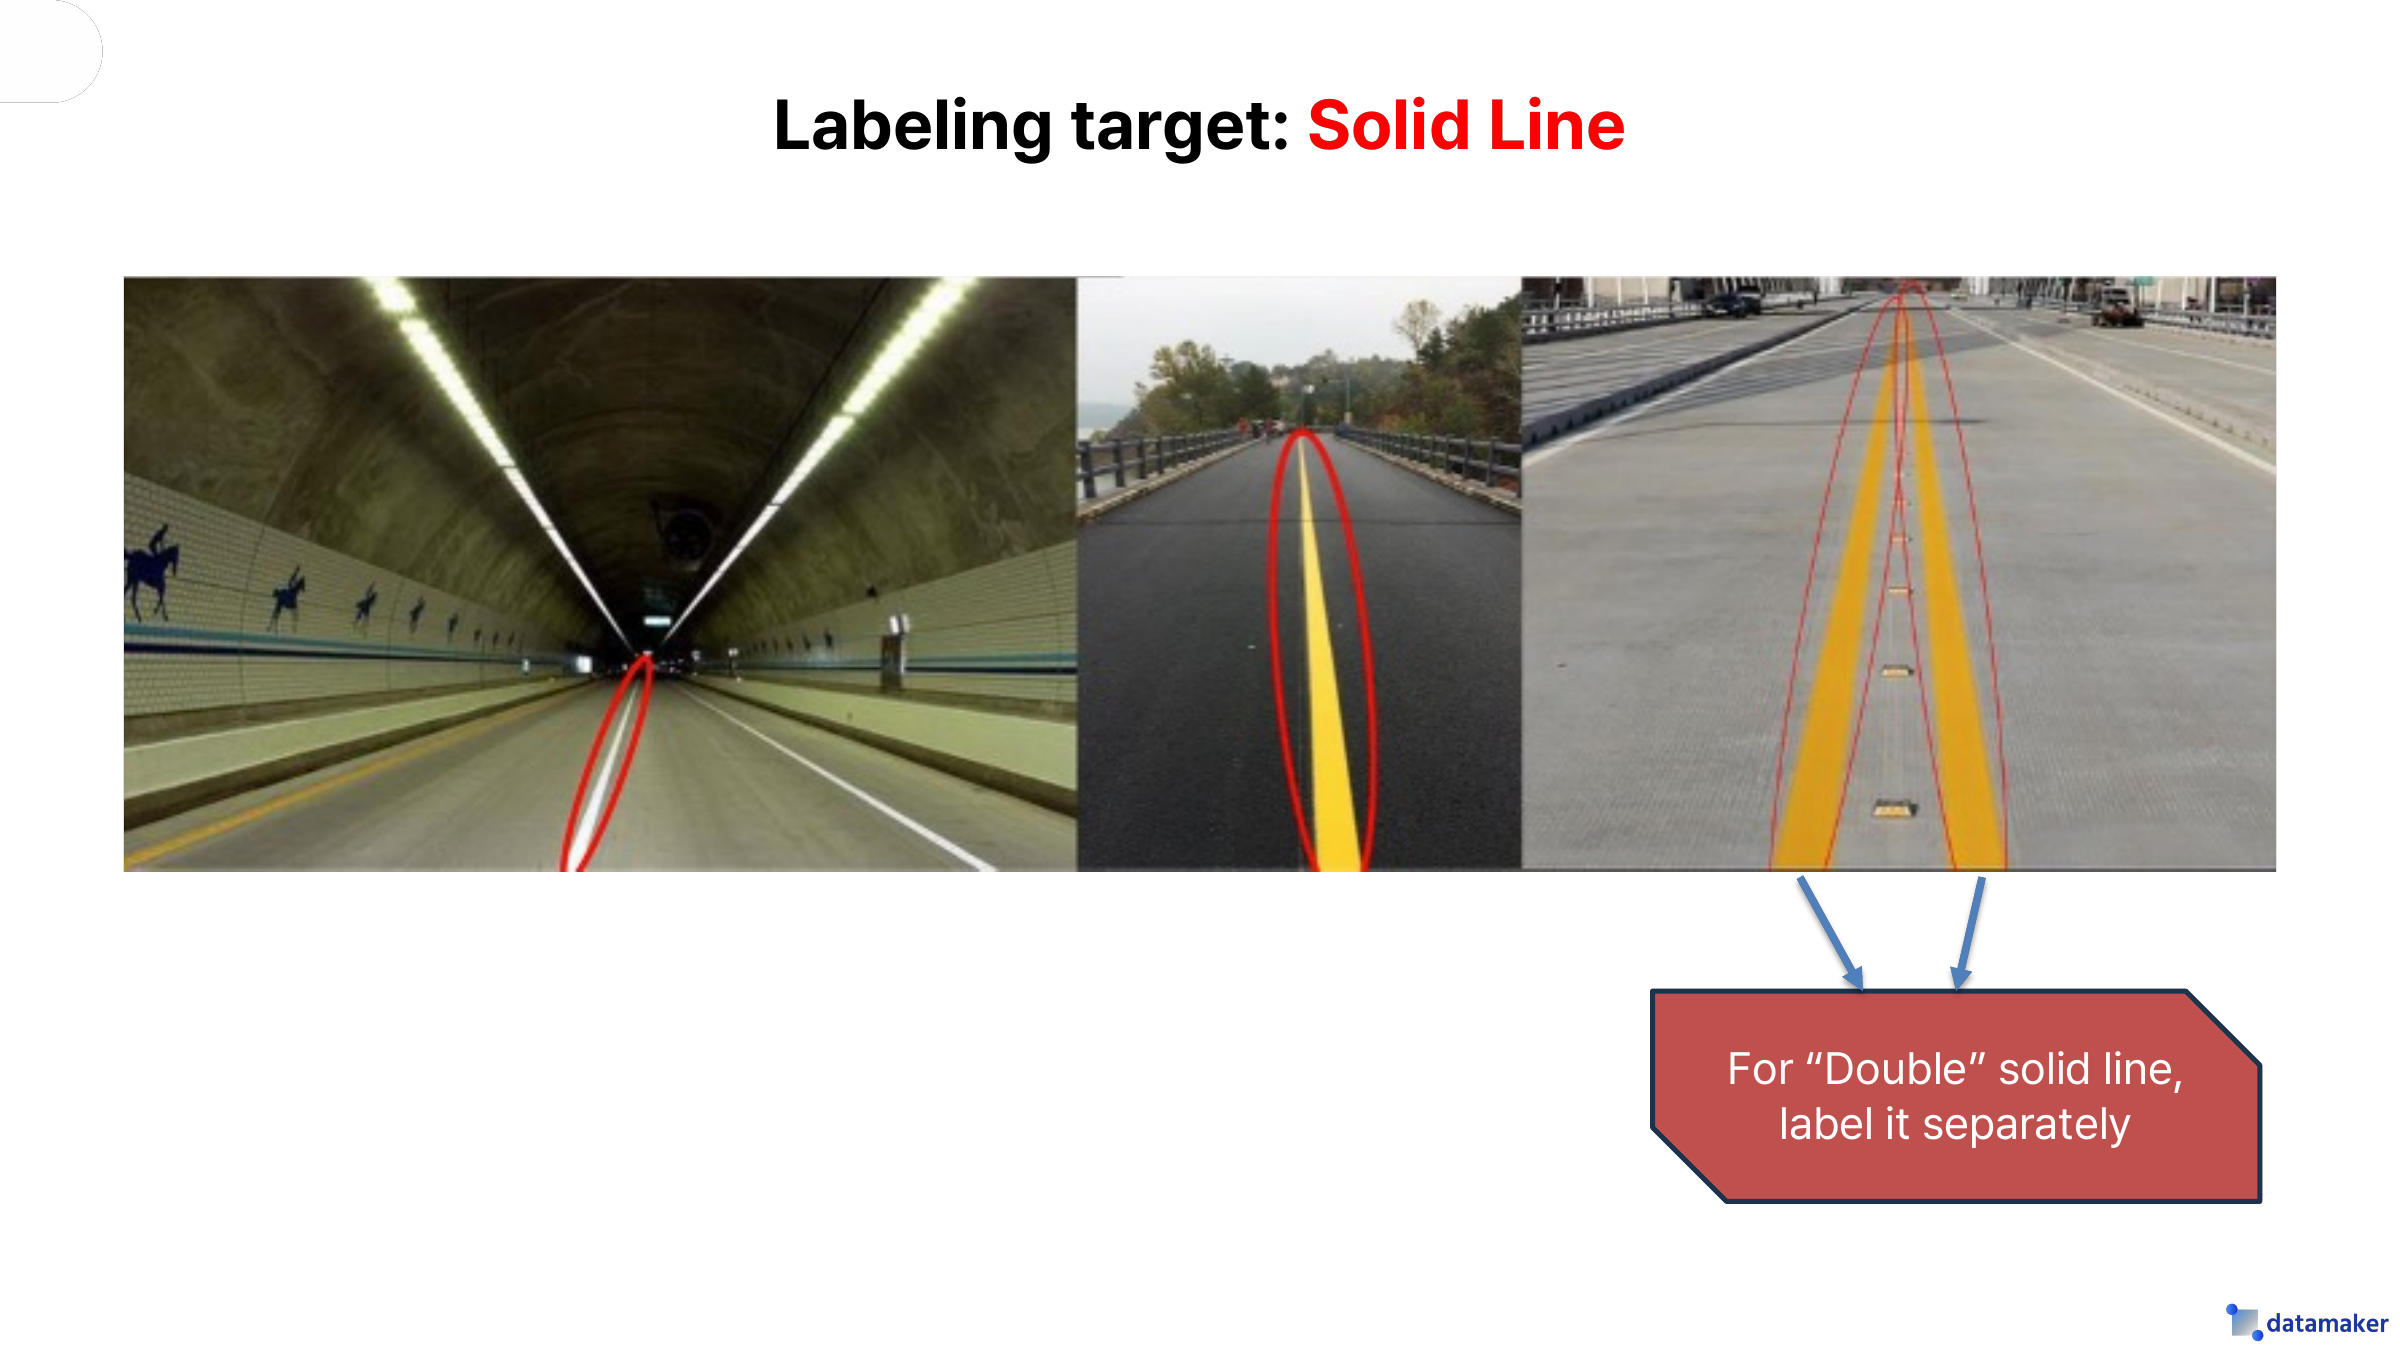 Labeling target: Solid Line
For “Double” solid line,
label it separately
datamaker